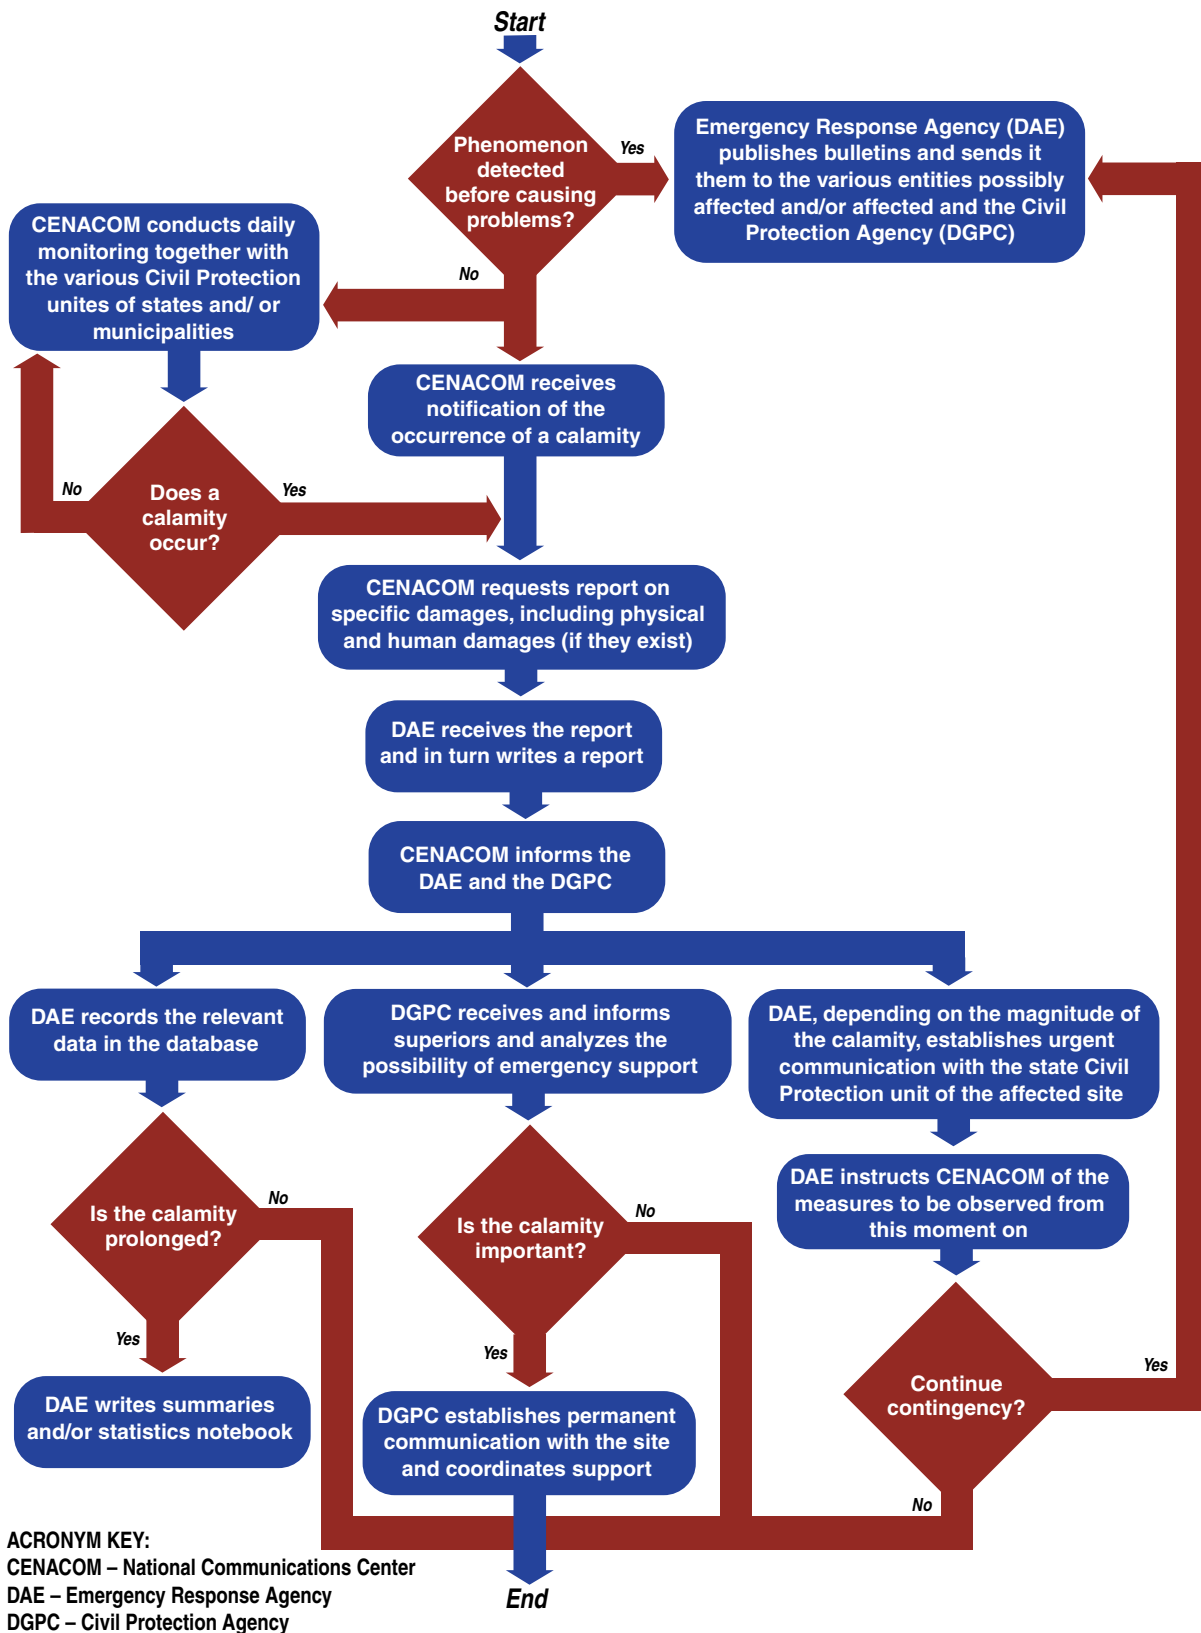 Start
Phenomenon
detected
before causing
problems?
Yes
Emergency Response Agency (DAE)
publishes bulletins and sends it
them to the various entities possibly
affected and/or affected and the Civil
Protection Agency (DGPC)
No
CENACOM conducts daily
monitoring together with
the various Civil Protection
unites of states and/ or
municipalities
CENACOM receives
notification of the
occurrence of a calamity
Does a
calamity
occur?
No
Yes
CENACOM requests report on
specific damages, including physical
and human damages (if they exist)
DAE receives the report
and in turn writes a report
CENACOM informs the
DAE and the DGPC
DAE records the relevant
data in the database
DGPC receives and informs
superiors and analyzes the
possibility of emergency support
DAE, depending on the magnitude of
the calamity, establishes urgent
communication with the state Civil
Protection unit of the affected site
DAE instructs CENACOM of the
measures to be observed from
this moment on
Is the calamity
prolonged?
No
Is the calamity
important?
No
Yes
Yes
Continue
contingency?
Yes
No
DAE writes summaries
and/or statistics notebook
DGPC establishes permanent
communication with the site
and coordinates support
End
ACRONYM KEY:
CENACOM – National Communications Center
DAE – Emergency Response Agency
DGPC – Civil Protection Agency